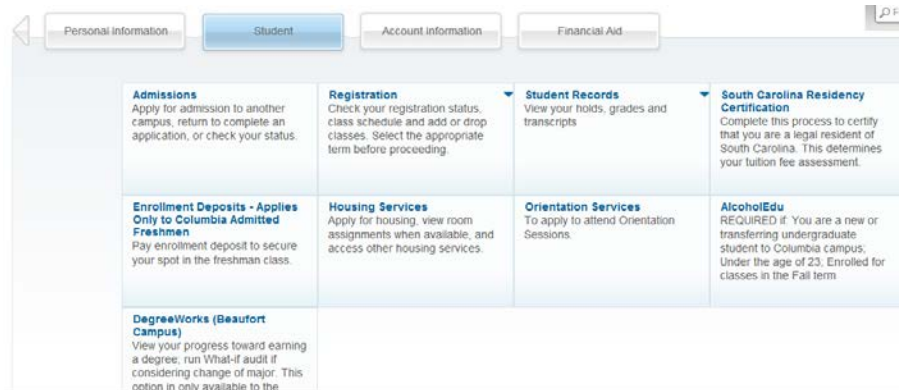 Personal Information
Student
Account Information
Financial Aid
Admissions
Apply for admission to another
campus, return to complete an
application, or check your status.
Registration
Check your registration status,
class schedule and add or drop
classes. Select the appropriate
term before proceeding.
Student Records
View your holds, grades and
transcripts
South Carolina Residency
Certification
Complete this process to certify
that you are a legal resident of
South Carolina. This determines
your tuition fee assessment.
Enrollment Deposits - Applies
Only to Columbia Admitted
Freshmen
Pay enrollment deposit to secure
your spot in the freshman class.
Housing Services
Apply for housing, view room
assignments when available, and
access other housing services.
Orientation Services
To apply to attend Orientation
Sessions.
AlcoholEdu
REQUIRED if: You are a new or
transferring undergraduate
student to Columbia campus;
Under the age of 23; Enrolled for
classes in the Fall term
DegreeWorks (Beaufort
Campus)
View your progress toward earning
a degree; run What-if audit if
considering change of major. This
option in only available to the